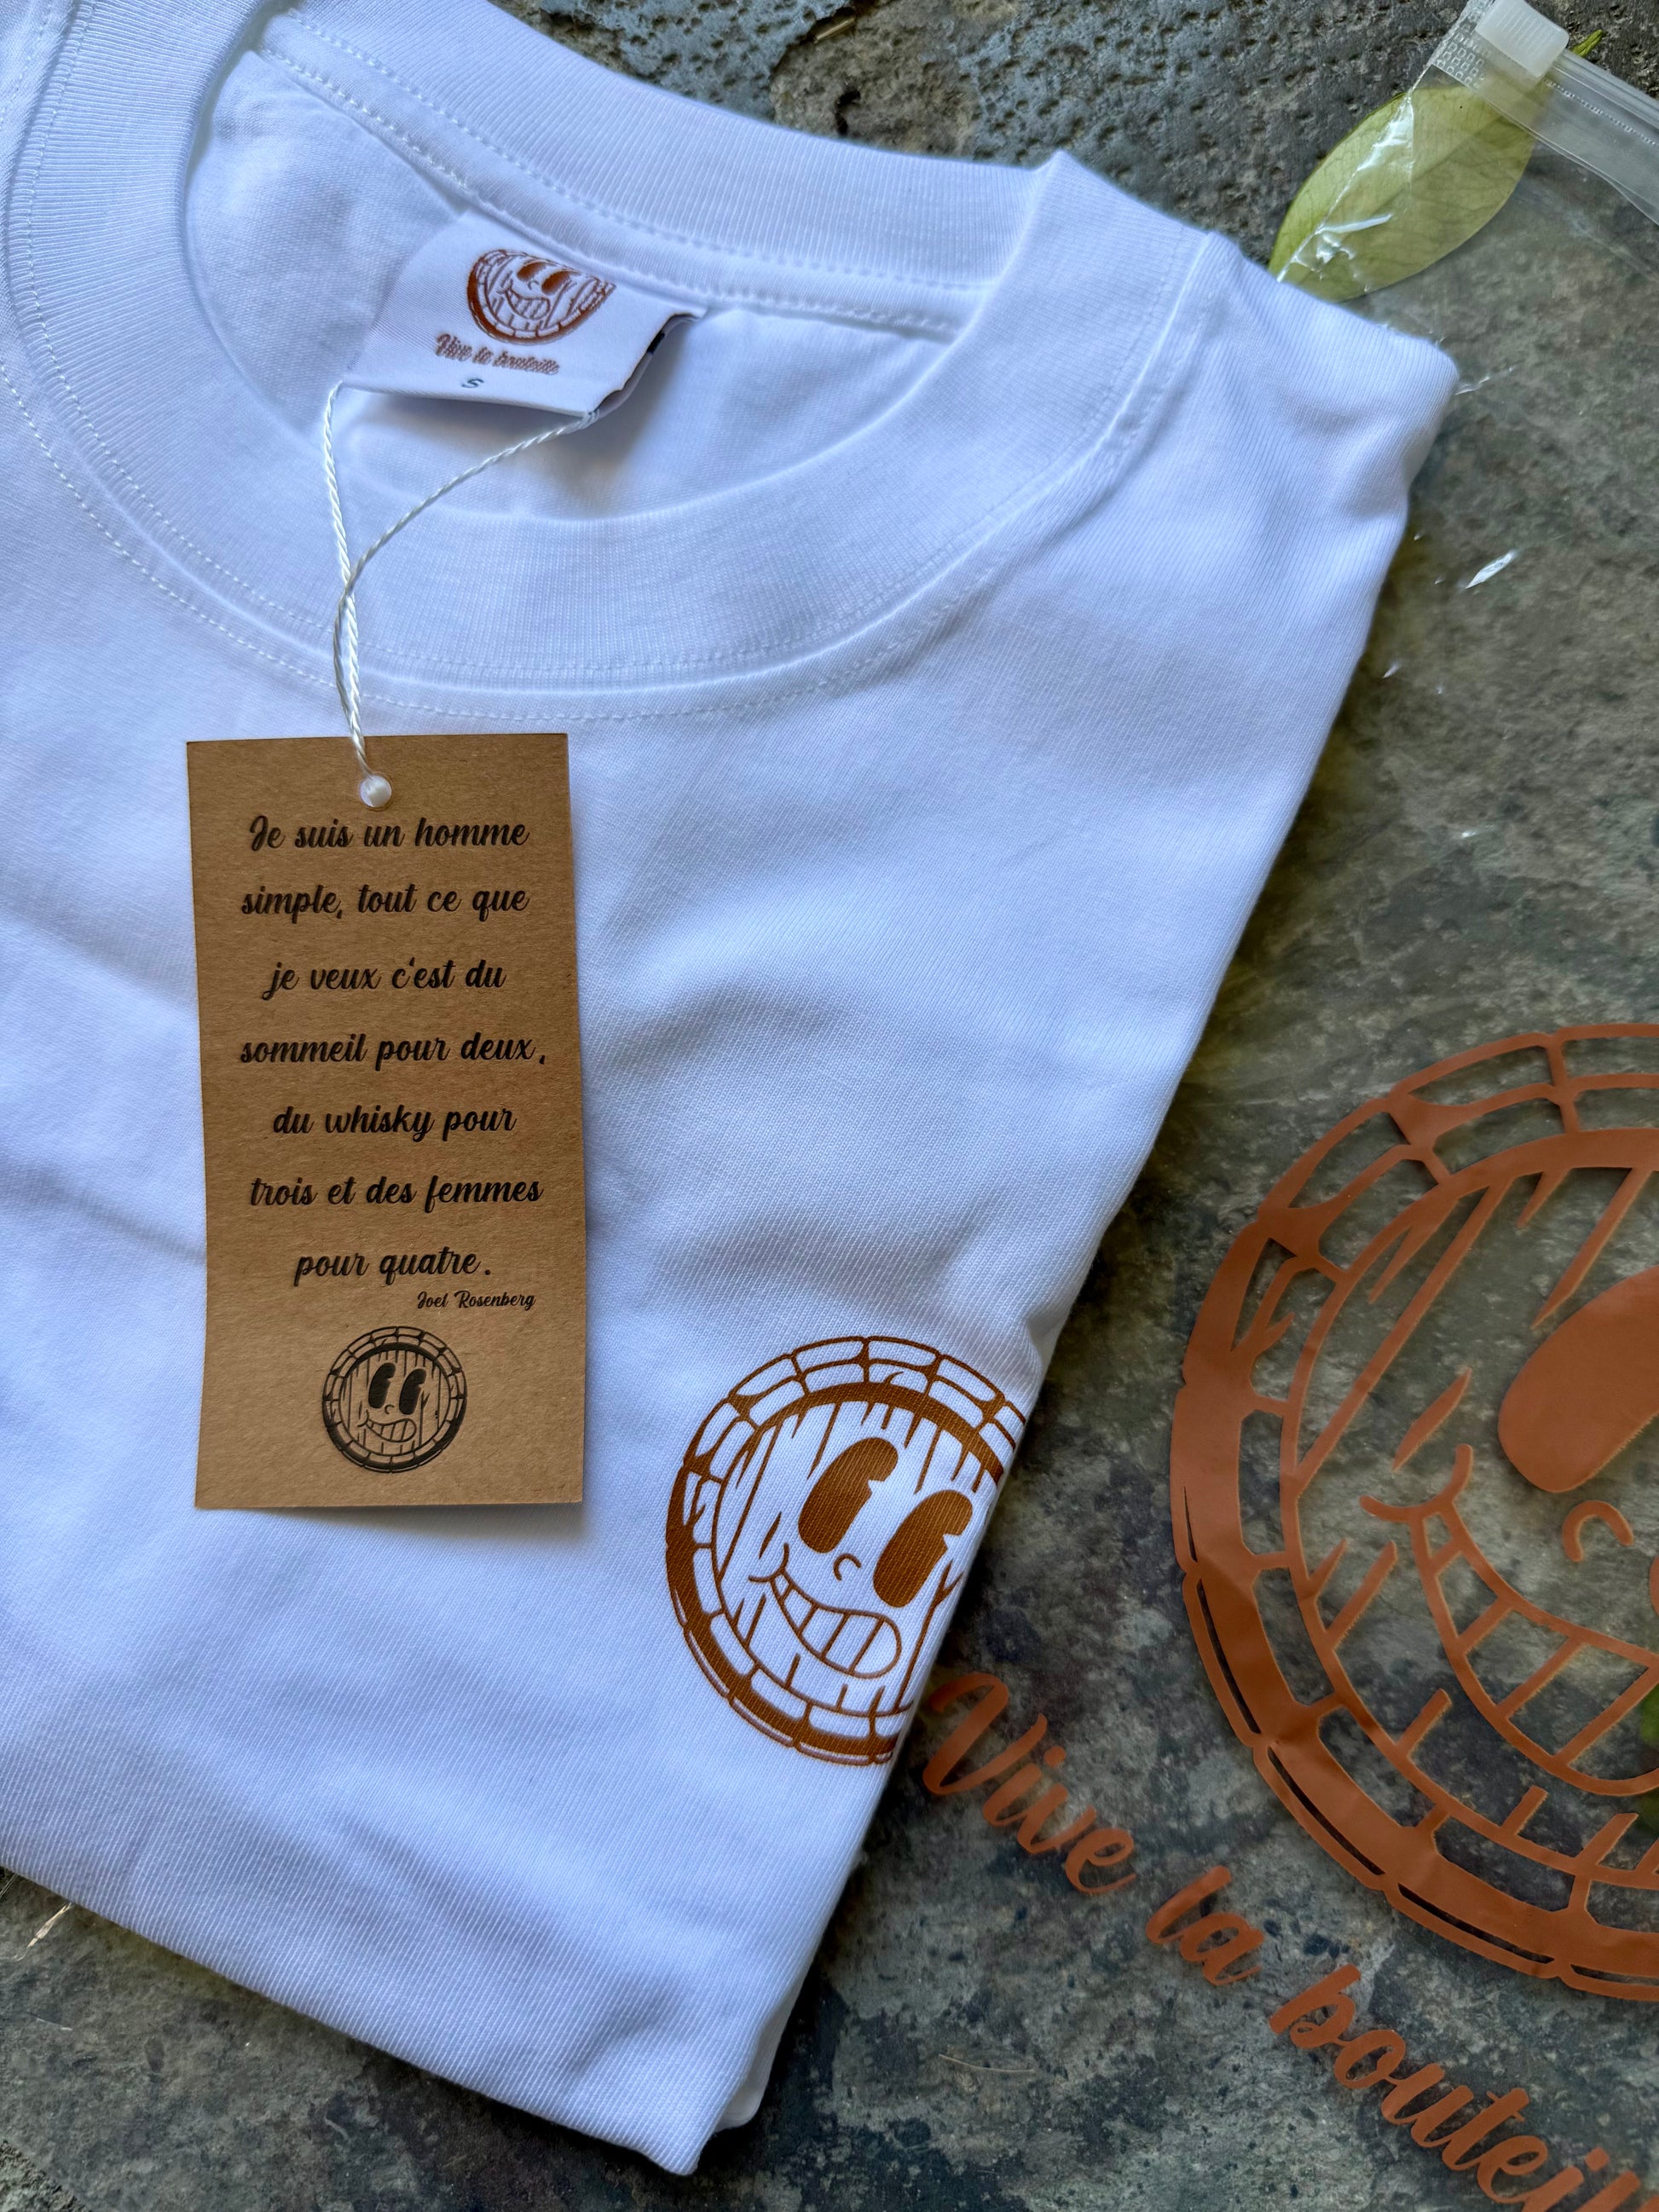 Vive la bouteille
S
Je suis un homme
simple, tout ce que
je veux c'est du
sommeil pour deux,
du whisky pour
trois et des femmes
pour quatre.
Joel Rosenberg
Vive la bouteill